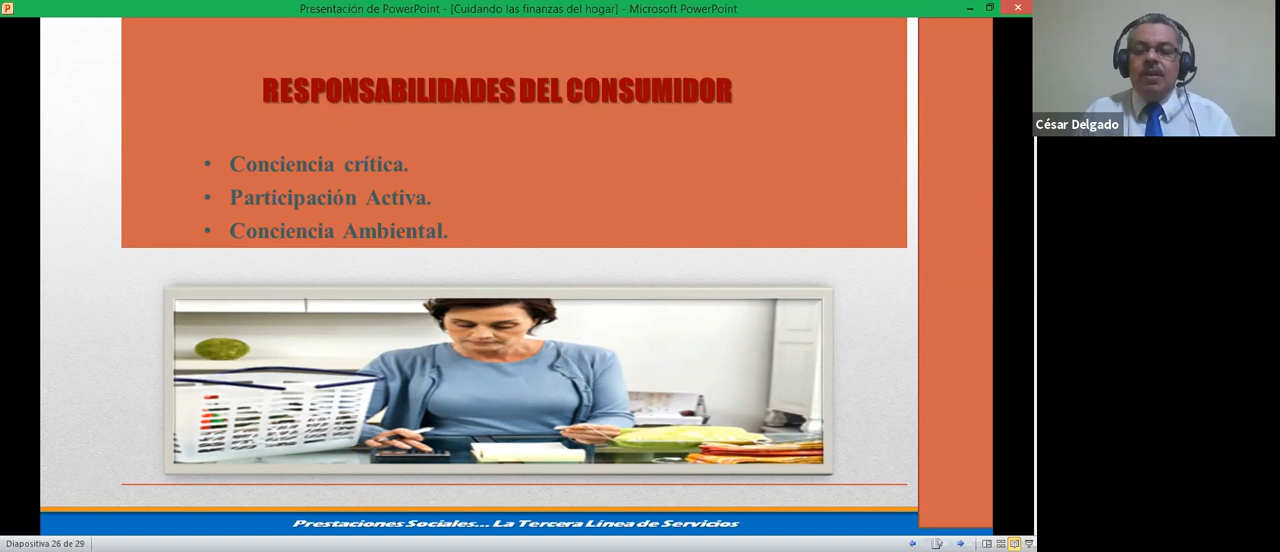 Presentación de PowerPoint - [Cuidando las finanzas del hogar] - Microsoft PowerPoint
RESPONSABILIDADES DEL CONSUMIDOR
• Conciencia crítica.
• Participación Activa.
• Conciencia Ambiental.
Prestaciones Sociales... La Tercera Línea de Servicios
Diapositiva 26 de 29
César Delgado